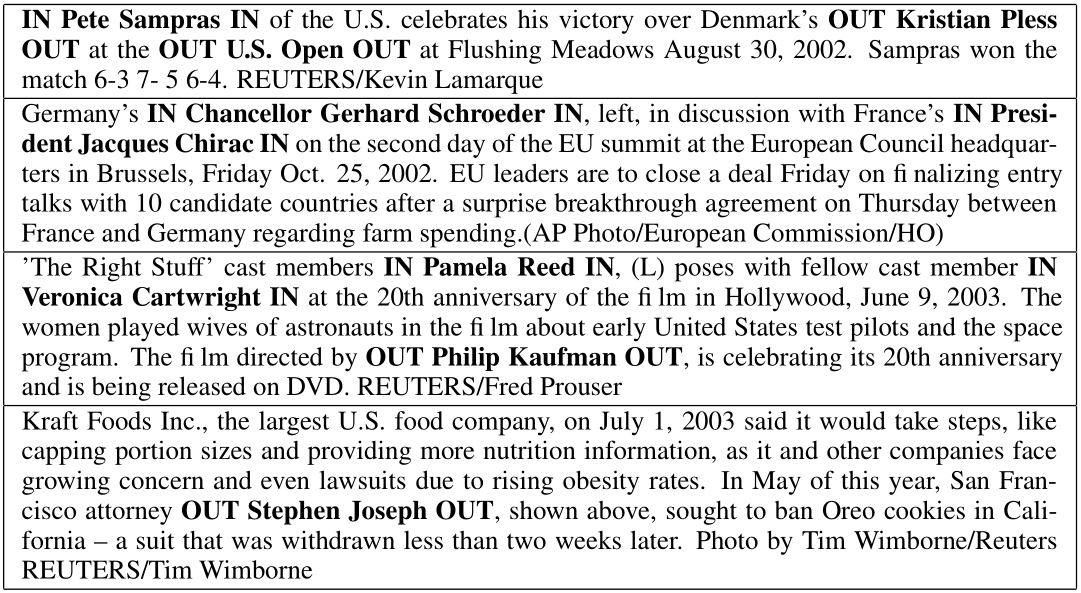 IN Pete Sampras IN of the U.S. celebrates his victory over Denmark's OUT Kristian Pless
OUT at the OUT U.S. Open OUT at Flushing Meadows August 30, 2002. Sampras won the
match 6-3 7- 5 6-4. REUTERS/Kevin Lamarque
Germany's IN Chancellor Gerhard Schroeder IN, left, in discussion with France's IN Presi-
dent Jacques Chirac IN on the second day of the EU summit at the European Council headquar-
ters in Brussels, Friday Oct. 25, 2002. EU leaders are to close a deal Friday on fi nalizing entry
talks with 10 candidate countries after a surprise breakthrough agreement on Thursday between
France and Germany regarding farm spending.(AP Photo/European Commission/HO)
'The Right Stuff' cast members IN Pamela Reed IN, (L) poses with fellow cast member IN
Veronica Cartwright IN at the 20th anniversary of the fi lm in Hollywood, June 9, 2003. The
women played wives of astronauts in the fi lm about early United States test pilots and the space
program. The fi lm directed by OUT Philip Kaufman OUT, is celebrating its 20th anniversary
and is being released on DVD. REUTERS/Fred Prouser
Kraft Foods Inc., the largest U.S. food company, on July 1, 2003 said it would take steps, like
capping portion sizes and providing more nutrition information, as it and other companies face
growing concern and even lawsuits due to rising obesity rates. In May of this year, San Fran-
cisco attorney OUT Stephen Joseph OUT, shown above, sought to ban Oreo cookies in Cali-
fornia – a suit that was withdrawn less than two weeks later. Photo by Tim Wimborne/Reuters
REUTERS/Tim Wimborne